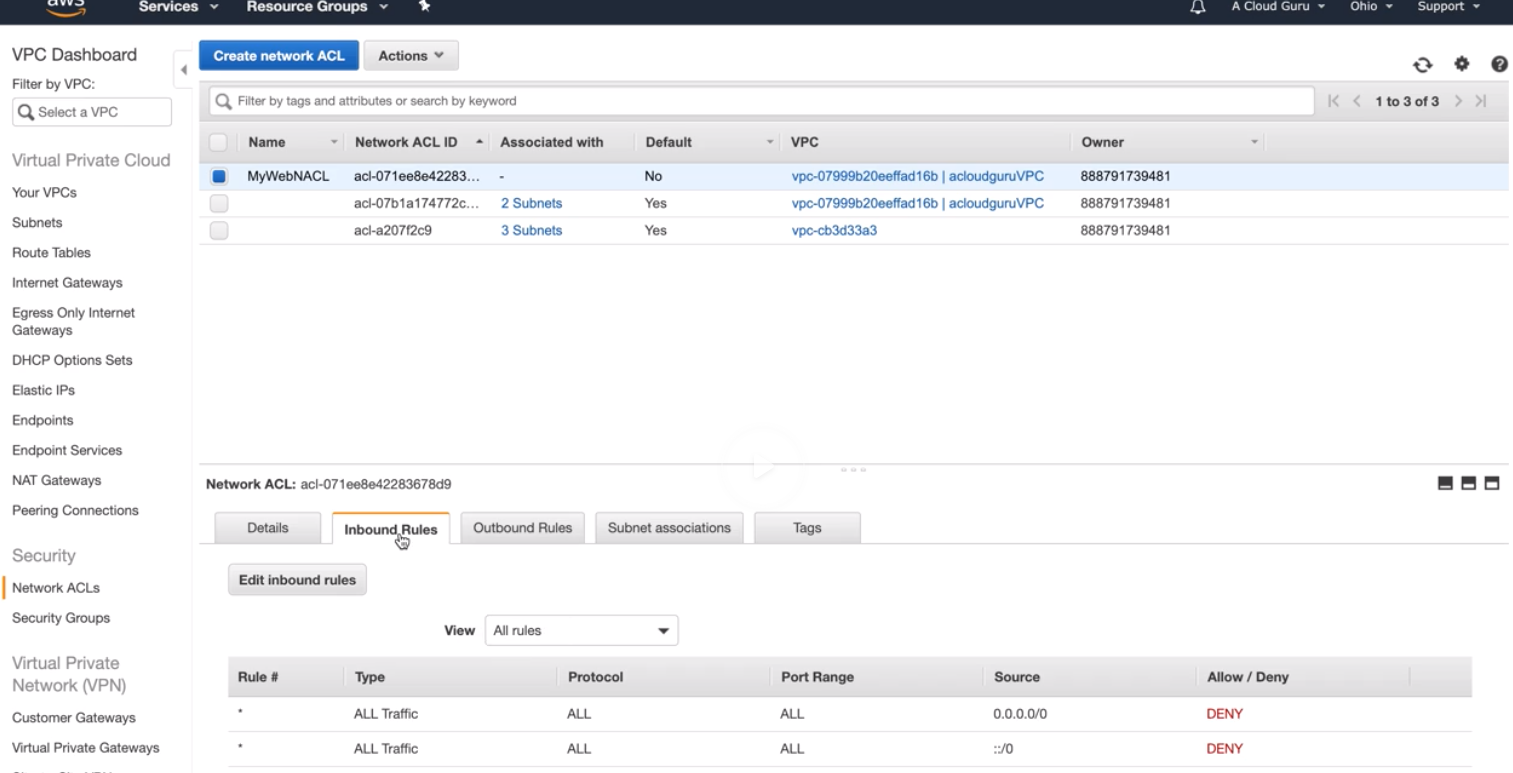 aws Services Resource Groups A Cloud Guru Ohio Support
VPC Dashboard
Filter by VPC:
Select a VPC
Virtual Private Cloud
Your VPCs
Subnets
Route Tables
Internet Gateways
Egress Only Internet
Gateways
DHCP Options Sets
Elastic IPs
Endpoints
Endpoint Services
NAT Gateways
Peering Connections
Security
Network ACLs
Security Groups
Virtual Private
Network (VPN)
Customer Gateways
Virtual Private Gateways
Create network ACL Actions
Filter by tags and attributes or search by keyword 1 to 3 of 3
Name Network ACL ID Associated with Default VPC Owner
MyWebNACL acl-071ee8e42283... - No vpc-07999b20eeffad16b | acloudguruVPC 888791739481
acl-07b1a174772c... 2 Subnets Yes vpc-07999b20eeffad16b | acloudguruVPC 888791739481
acl-a207f2c9 3 Subnets Yes vpc-cb3d33a3 888791739481
Network ACL: acl-071ee8e42283678d9
Details Inbound Rules Outbound Rules Subnet associations Tags
Edit inbound rules
View All rules
Rule # Type Protocol Port Range Source Allow / Deny
* ALL Traffic ALL ALL 0.0.0.0/0 DENY
* ALL Traffic ALL ALL ::/0 DENY